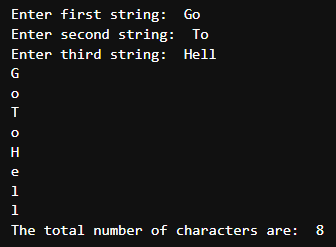 Enter first string:  Go
Enter second string:  To
Enter third string:  Hell
G
o
T
o
H
e
l
l
The total number of characters are:  8